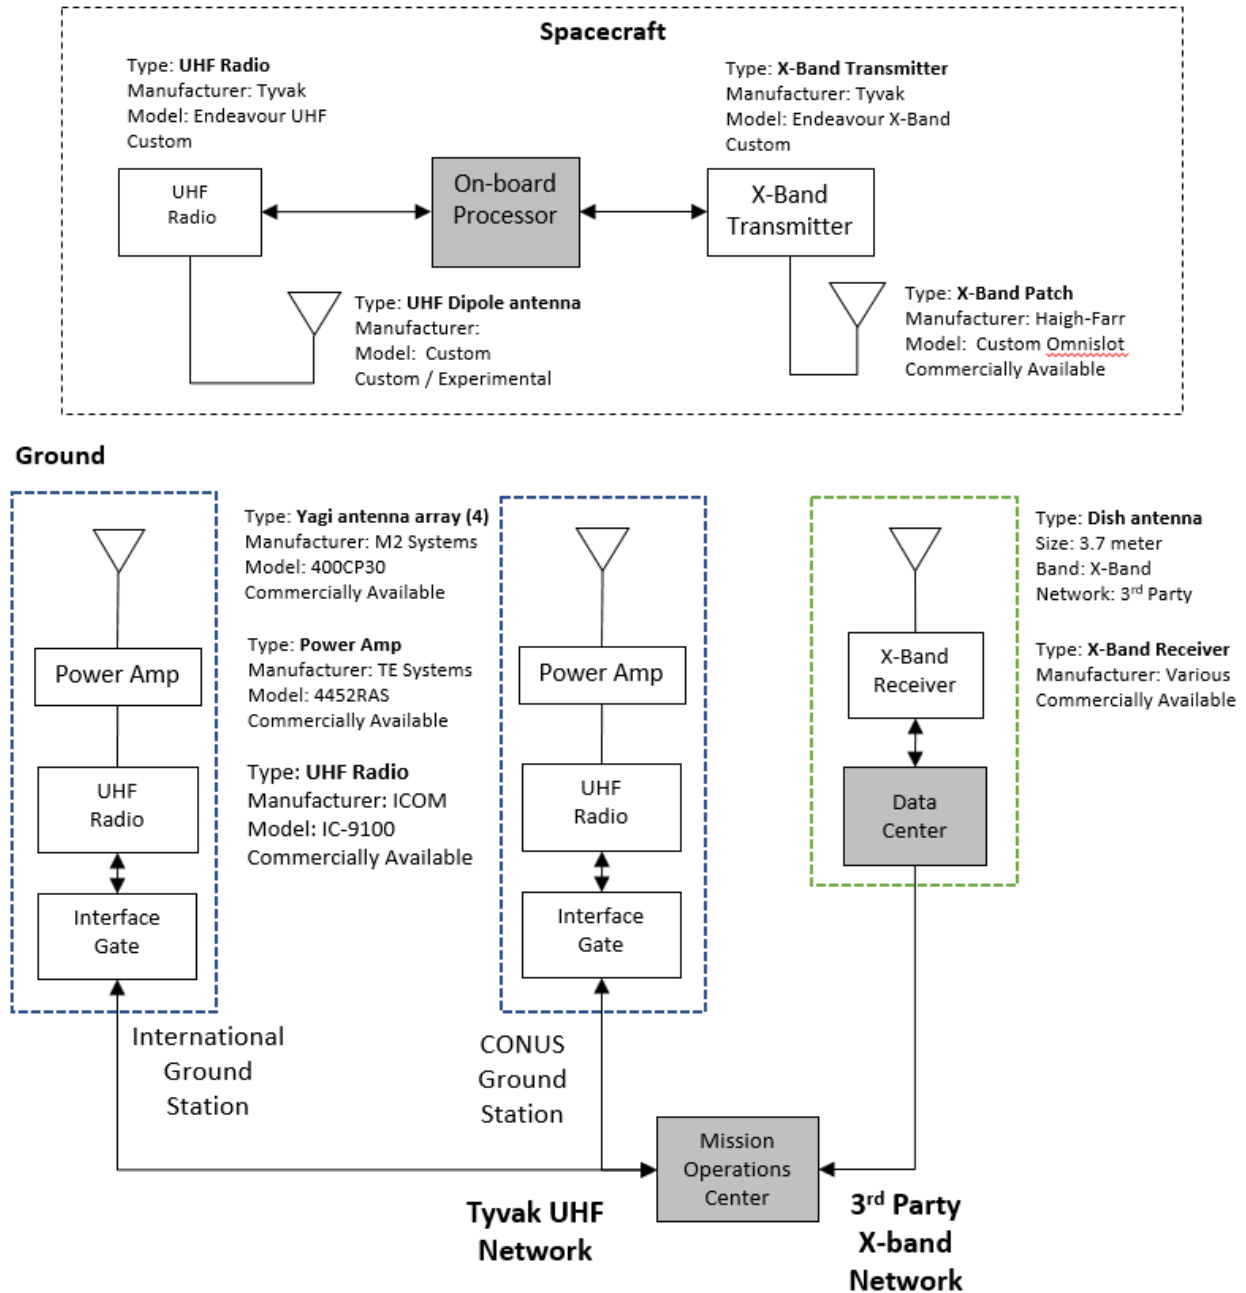 Spacecraft
Type: UHF Radio
Manufacturer: Tyvak
Model: Endeavour UHF
Custom
Type: X-Band Transmitter
Manufacturer: Tyvak
Model: Endeavour X-Band
Custom
UHF
Radio
On-board
Processor
X-Band
Transmitter
Type: UHF Dipole antenna
Manufacturer:
Model: Custom
Custom / Experimental
Type: X-Band Patch
Manufacturer: Haigh-Farr
Model: Custom Omnislot
Commercially Available
Ground
Type: Yagi antenna array (4)
Manufacturer: M2 Systems
Model: 400CP30
Commercially Available
Type: Power Amp
Manufacturer: TE Systems
Model: 4452RAS
Commercially Available
Type: UHF Radio
Manufacturer: ICOM
Model: IC-9100
Commercially Available
Power Amp
UHF
Radio
Interface
Gate
International
Ground
Station
Power Amp
UHF
Radio
Interface
Gate
CONUS
Ground
Station
Type: Dish antenna
Size: 3.7 meter
Band: X-Band
Network: 3rd Party
Type: X-Band Receiver
Manufacturer: Various
Commercially Available
X-Band
Receiver
Data
Center
Mission
Operations
Center
Tyvak UHF
Network
3rd Party
X-band
Network